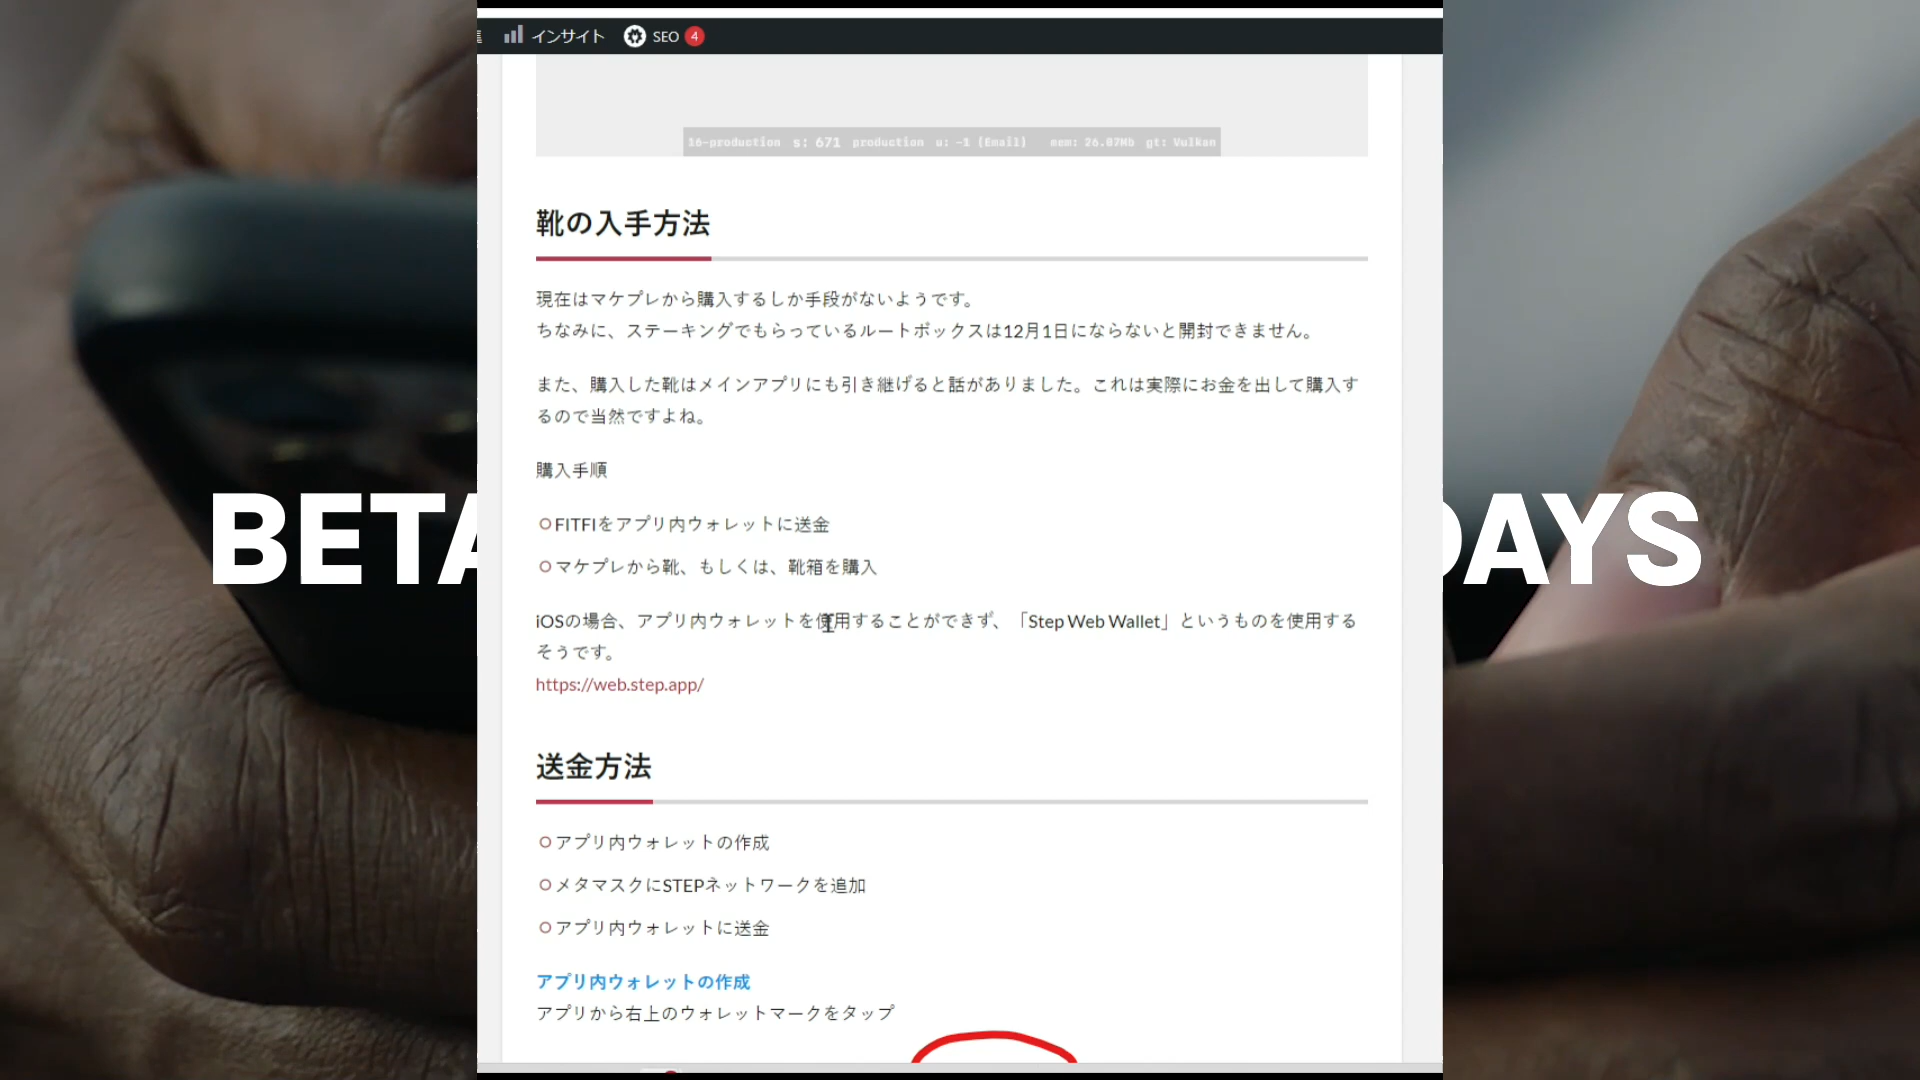 インサイト SEO 4
16-production s: 671 production u: -1 (Email) mem: 26.07Mb gt: Vulkan
靴の入手方法
現在はマケプレから購入するしか手段がないようです。
ちなみに、ステーキングでもらっているルートボックスは12月1日にならないと開封できません。
また、購入した靴はメインアプリにも引き継げると話がありました。これは実際にお金を出して購入す
るので当然ですよね。
購入手順
FITFIをアプリ内ウォレットに送金
マケプレから靴、もしくは、靴箱を購入
BETA
DAYS
iOSの場合、アプリ内ウォレットを使用することができず、「Step Web Wallet」というものを使用する
そうです。
https://web.step.app/
送金方法
アプリ内ウォレットの作成
メタマスクにSTEPネットワークを追加
アプリ内ウォレットに送金
アプリ内ウォレットの作成
アプリから右上のウォレットマークをタップ